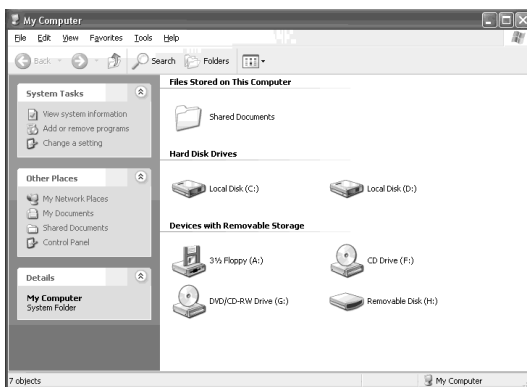 My Computer
File Edit View Favorites Tools Help
Back Search Folders
System Tasks
View system information
Add or remove programs
Change a setting
Other Places
My Network Places
My Documents
Shared Documents
Control Panel
Details
My Computer
System Folder
Files Stored on This Computer
Shared Documents
Hard Disk Drives
Local Disk (C:) Local Disk (D:)
Devices with Removable Storage
3½ Floppy (A:) CD Drive (F:)
DVD/CD-RW Drive (G:) Removable Disk (H:)
7 objects My Computer